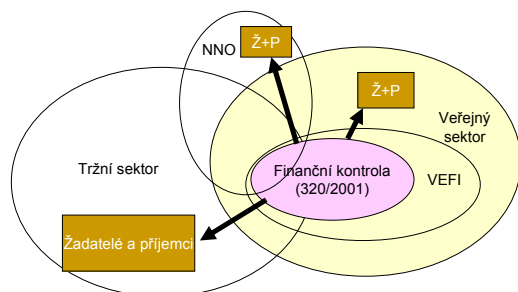 NNO
Ž+P
Ž+P
Veřejný
sektor
Tržní sektor
Finanční kontrola
(320/2001)
VEFI
Žadatelé a příjemci